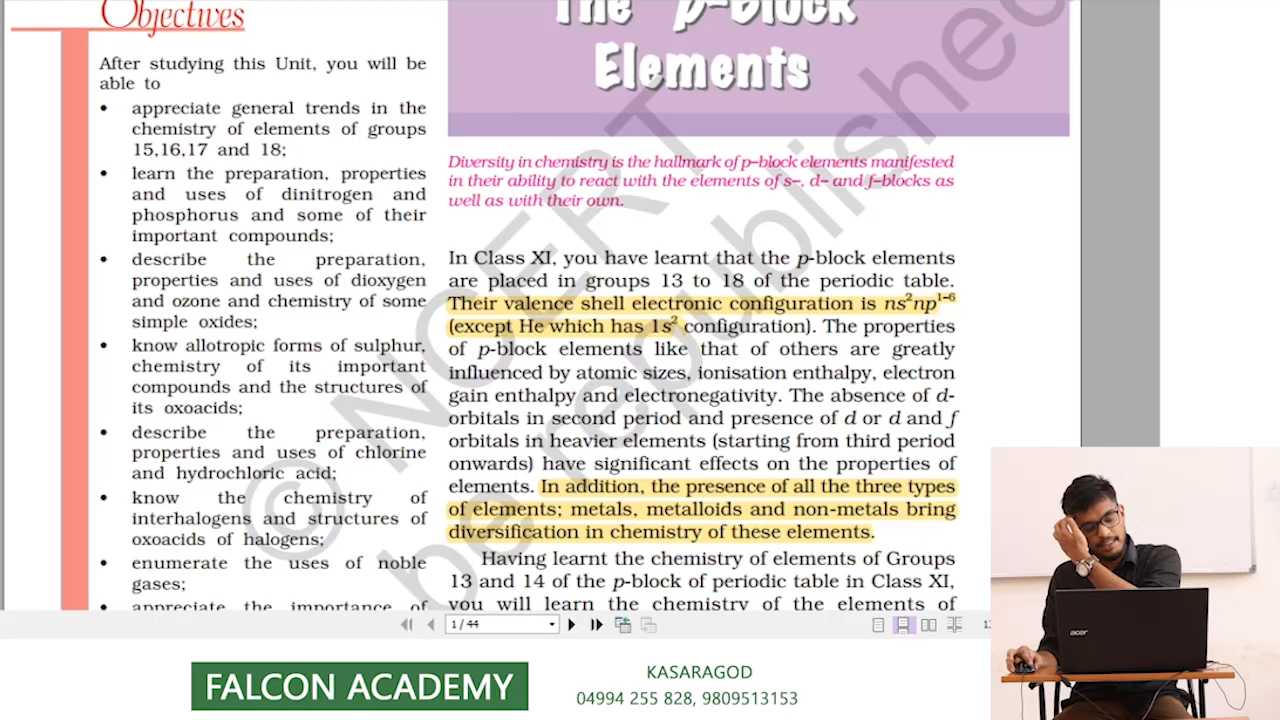 Objectives
After studying this Unit, you will be
able to
• appreciate general trends in the
chemistry of elements of groups
15,16,17 and 18;
• learn the preparation, properties
and uses of dinitrogen and
phosphorus and some of their
important compounds;
• describe the preparation,
properties and uses of dioxygen
and ozone and chemistry of some
simple oxides;
• know allotropic forms of sulphur,
chemistry of its important
compounds and the structures of
its oxoacids;
• describe the preparation,
properties and uses of chlorine
and hydrochloric acid;
• know the chemistry of
interhalogens and structures of
oxoacids of halogens;
• enumerate the uses of noble
gases;
• appreciate the importance of
The p-block
Elements
Diversity in chemistry is the hallmark of p–block elements manifested
in their ability to react with the elements of s–, d– and f–blocks as
well as with their own.
In Class XI, you have learnt that the p-block elements
are placed in groups 13 to 18 of the periodic table.
Their valence shell electronic configuration is ns²np¹⁻⁶
(except He which has 1s² configuration). The properties
of p-block elements like that of others are greatly
influenced by atomic sizes, ionisation enthalpy, electron
gain enthalpy and electronegativity. The absence of d-
orbitals in second period and presence of d or d and f
orbitals in heavier elements (starting from third period
onwards) have significant effects on the properties of
elements. In addition, the presence of all the three types
of elements; metals, metalloids and non-metals bring
diversification in chemistry of these elements.
Having learnt the chemistry of elements of Groups
13 and 14 of the p-block of periodic table in Class XI,
you will learn the chemistry of the elements of
© NCERT
be republished
1 / 44
acer
FALCON ACADEMY
KASARAGOD
04994 255 828, 9809513153